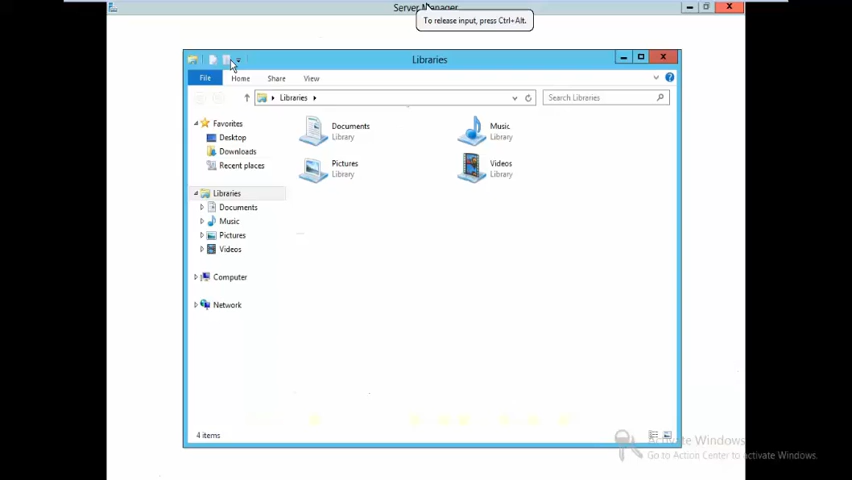 Server Manager
To release input, press Ctrl+Alt.
Libraries
File Home Share View
Libraries
Search Libraries
Favorites
Desktop
Downloads
Recent places
Libraries
Documents
Music
Pictures
Videos
Computer
Network
Documents
Library
Music
Library
Pictures
Library
Videos
Library
4 items
Activate Windows
Go to Action Center to activate Windows.